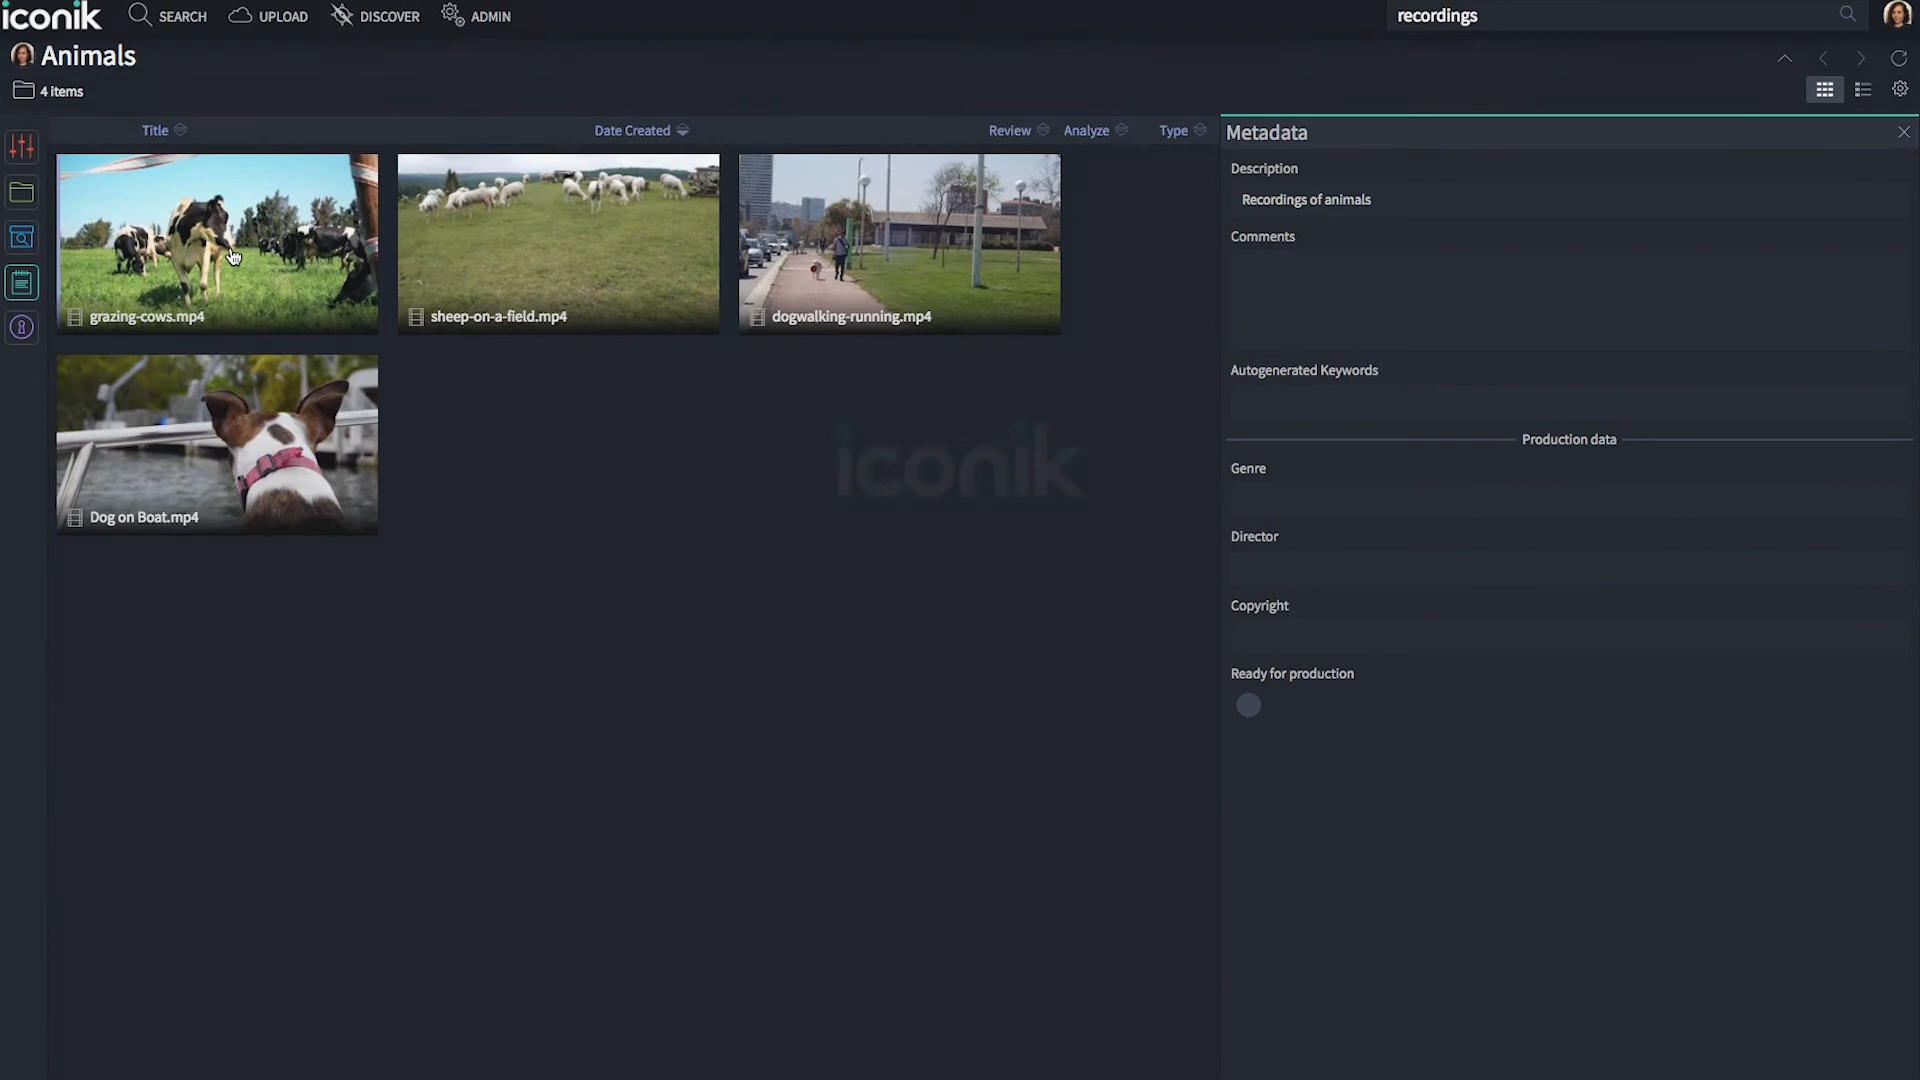 iconik
SEARCH
UPLOAD
DISCOVER
ADMIN
recordings
Animals
4 items
Title
Date Created
Review
Analyze
Type
grazing-cows.mp4
sheep-on-a-field.mp4
dogwalking-running.mp4
Dog on Boat.mp4
iconik
Metadata
Description
Recordings of animals
Comments
Autogenerated Keywords
Production data
Genre
Director
Copyright
Ready for production